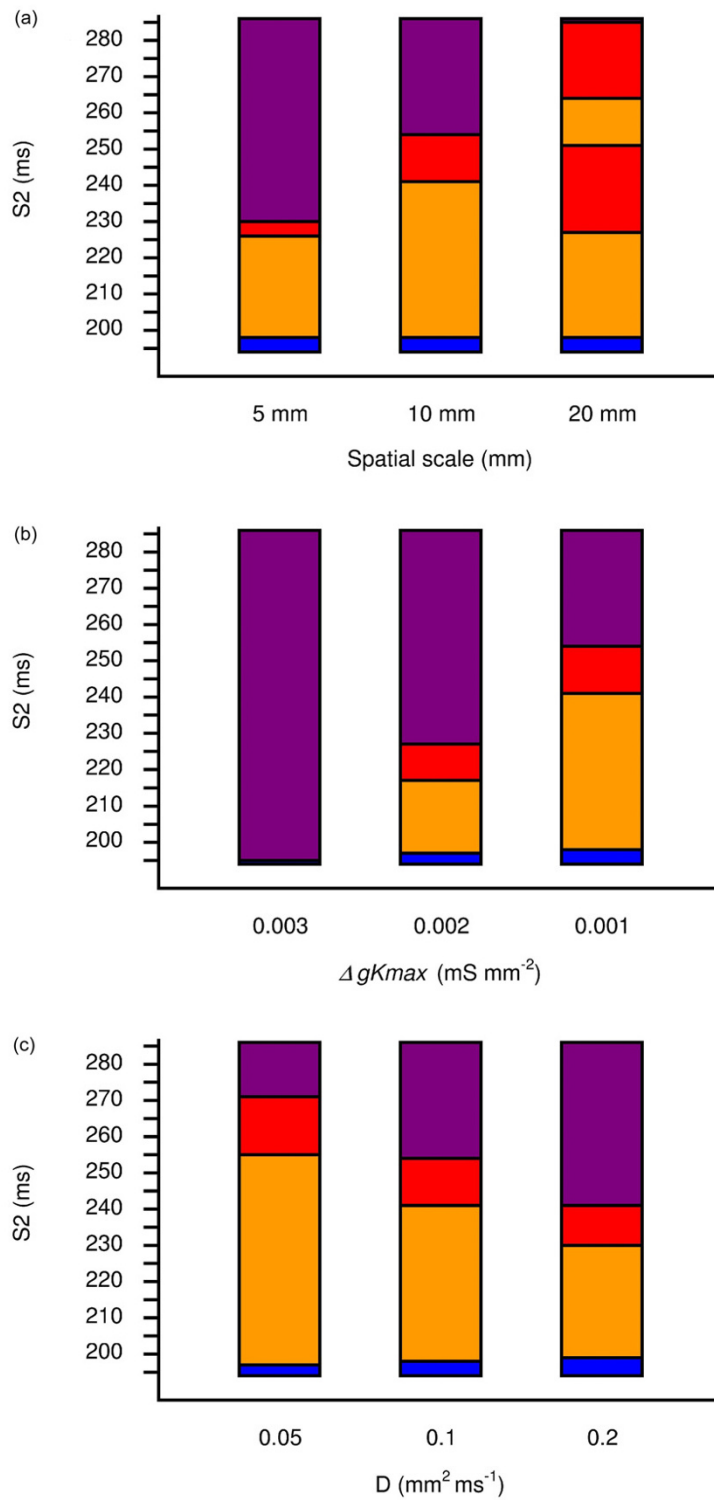 (a)
280
270
260
250
240
230
220
210
200
S2 (ms)
5 mm 10 mm 20 mm
Spatial scale (mm)
(b)
280
270
260
250
240
230
220
210
200
S2 (ms)
0.003 0.002 0.001
ΔgKmax (mS mm⁻²)
(c)
280
270
260
250
240
230
220
210
200
S2 (ms)
0.05 0.1 0.2
D (mm² ms⁻¹)